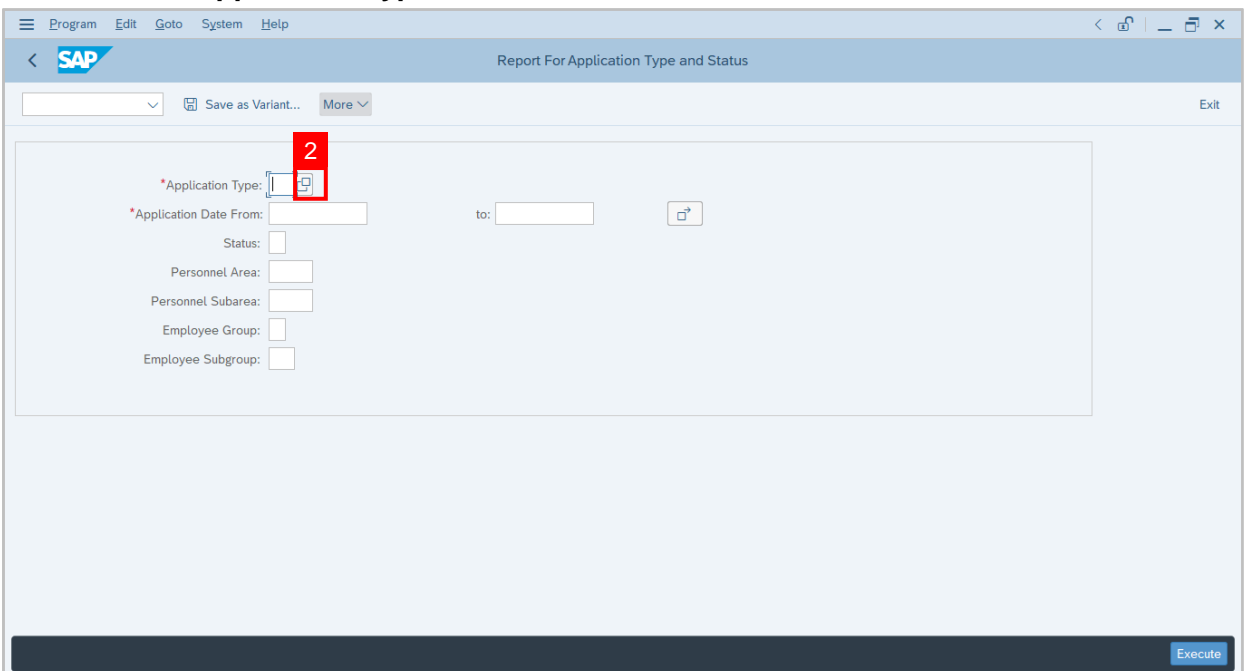 Program Edit Goto System Help
SAP Report For Application Type and Status
Save as Variant... More Exit
2
*Application Type:
*Application Date From: to:
Status:
Personnel Area:
Personnel Subarea:
Employee Group:
Employee Subgroup:
Execute